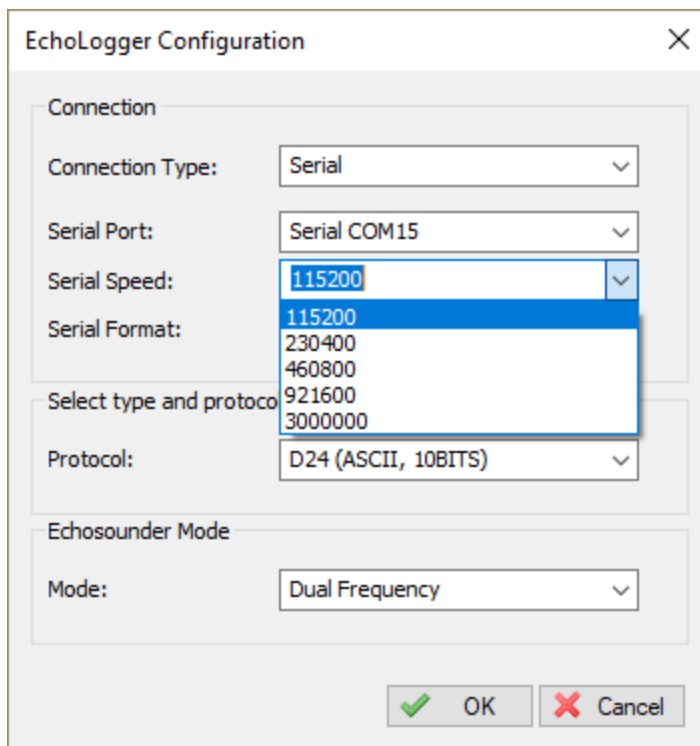 EchoLogger Configuration
Connection
Connection Type: Serial
Serial Port: Serial COM15
Serial Speed: 115200
115200
Serial Format:
230400
460800
921600
Select type and protoco
3000000
Protocol: D24 (ASCII, 10BITS)
Echosounder Mode
Mode: Dual Frequency
OK Cancel